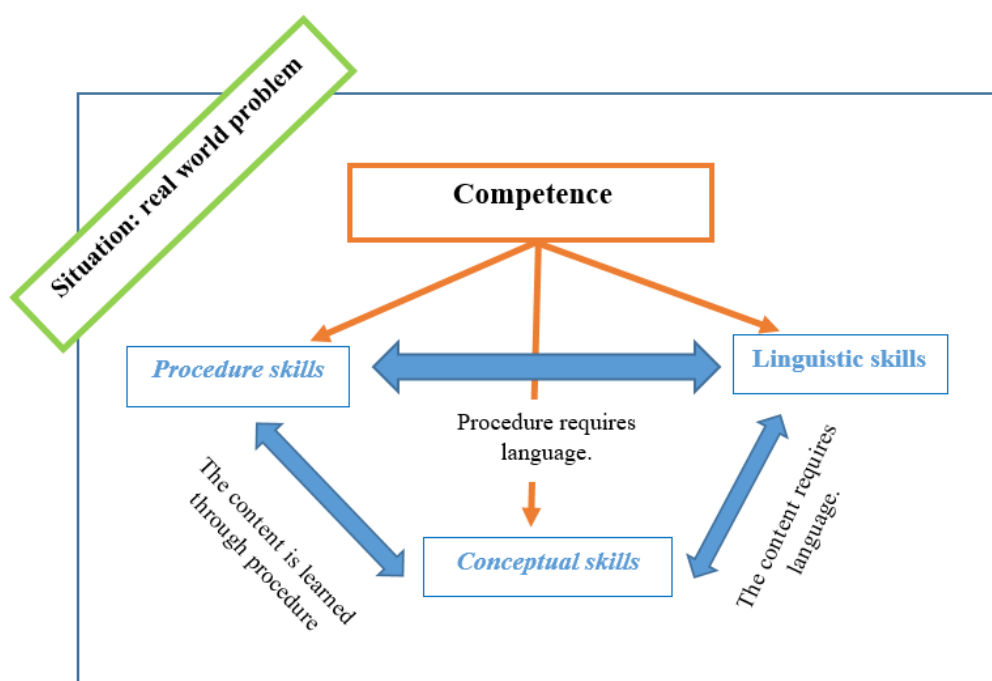 Situation: real world problem
Competence
Procedure skills
Linguistic skills
Procedure requires
language.
The content is learned
through procedure
The content requires
language.
Conceptual skills